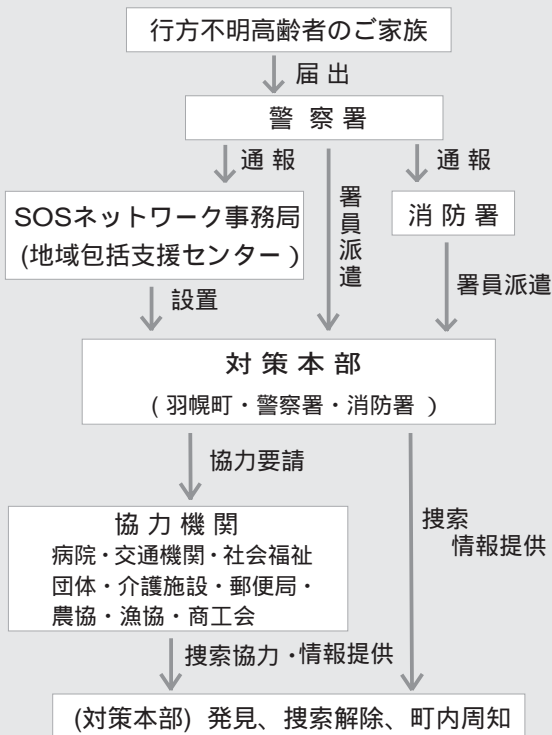 行方不明高齢者のご家族
届出
警察署
通報
署員派遣
通報
SOSネットワーク事務局
(地域包括支援センター)
消防署
設置
署員派遣
対策本部
(羽幌町・警察署・消防署)
協力要請
捜索
情報提供
協力機関
病院・交通機関・社会福祉
団体・介護施設・郵便局・
農協・漁協・商工会
捜索協力・情報提供
(対策本部) 発見、捜索解除、町内周知